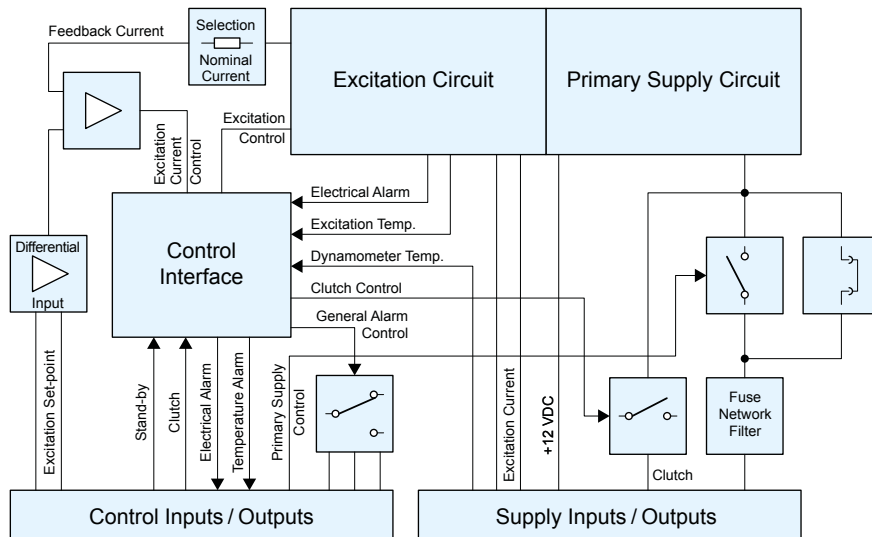 Feedback Current
Selection
Nominal
Current
Excitation Circuit
Primary Supply Circuit
Excitation
Control
Excitation
Current
Control
Electrical Alarm
Excitation Temp.
Dynamometer Temp.
Clutch Control
General Alarm
Control
Control
Interface
Differential
Input
Excitation Set-point
Stand-by
Clutch
Electrical Alarm
Temperature Alarm
Primary Supply
Control
Excitation Current
+12 VDC
Fuse
Network
Filter
Clutch
Control Inputs / Outputs
Supply Inputs / Outputs